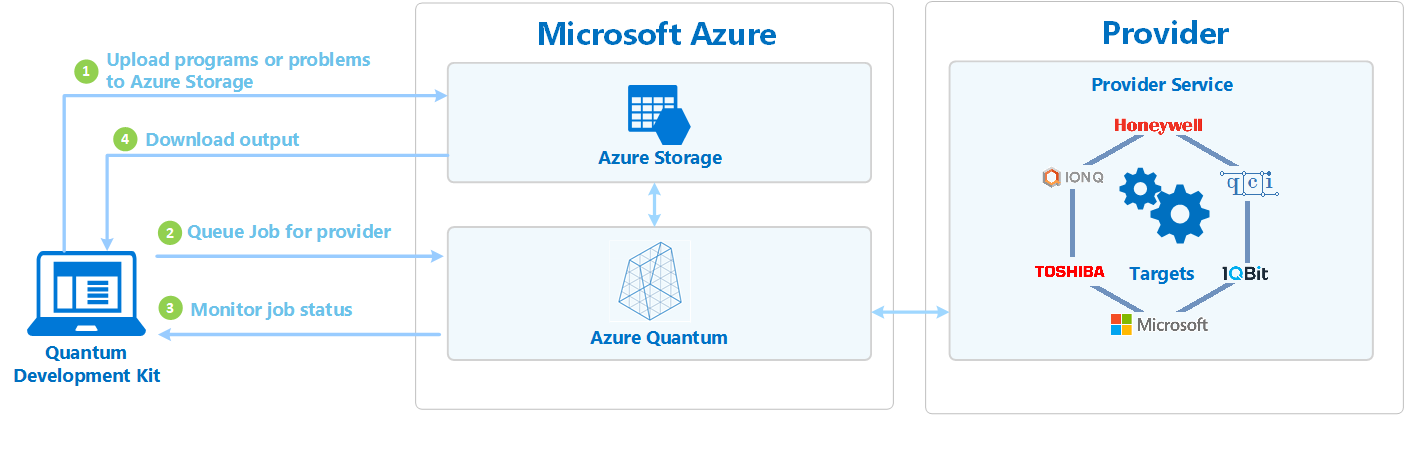 Microsoft Azure
Provider
1
Upload programs or problems
to Azure Storage
4
Download output
Azure Storage
2
Queue Job for provider
3
Monitor job status
Azure Quantum
Quantum
Development Kit
Provider Service
Honeywell
IONQ
qci
TOSHIBA
Targets
1QBit
Microsoft